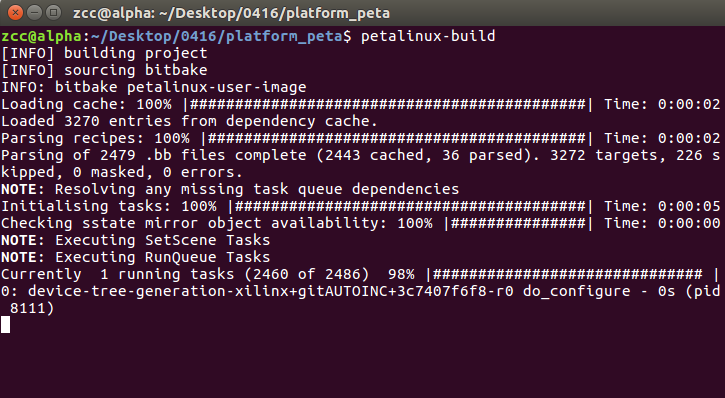 zcc@alpha: ~/Desktop/0416/platform_peta
zcc@alpha:~/Desktop/0416/platform_peta$ petalinux-build
[INFO] building project
[INFO] sourcing bitbake
INFO: bitbake petalinux-user-image
Loading cache: 100% |############################################| Time: 0:00:02
Loaded 3270 entries from dependency cache.
Parsing recipes: 100% |##########################################| Time: 0:00:02
Parsing of 2479 .bb files complete (2443 cached, 36 parsed). 3272 targets, 226 s
kipped, 0 masked, 0 errors.
NOTE: Resolving any missing task queue dependencies
Initialising tasks: 100% |#######################################| Time: 0:00:05
Checking sstate mirror object availability: 100% |###############| Time: 0:00:00
NOTE: Executing SetScene Tasks
NOTE: Executing RunQueue Tasks
Currently  1 running tasks (2460 of 2486)  98% |############################## |
0: device-tree-generation-xilinx+gitAUTOINC+3c7407f6f8-r0 do_configure - 0s (pid
 8111)